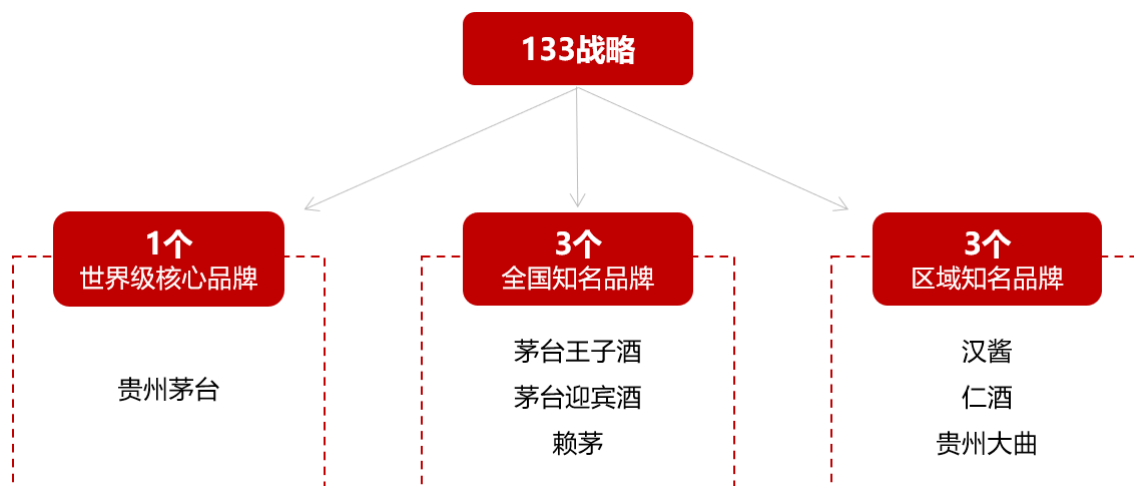 133战略
1个
世界级核心品牌
贵州茅台
3个
全国知名品牌
茅台王子酒
茅台迎宾酒
赖茅
3个
区域知名品牌
汉酱
仁酒
贵州大曲